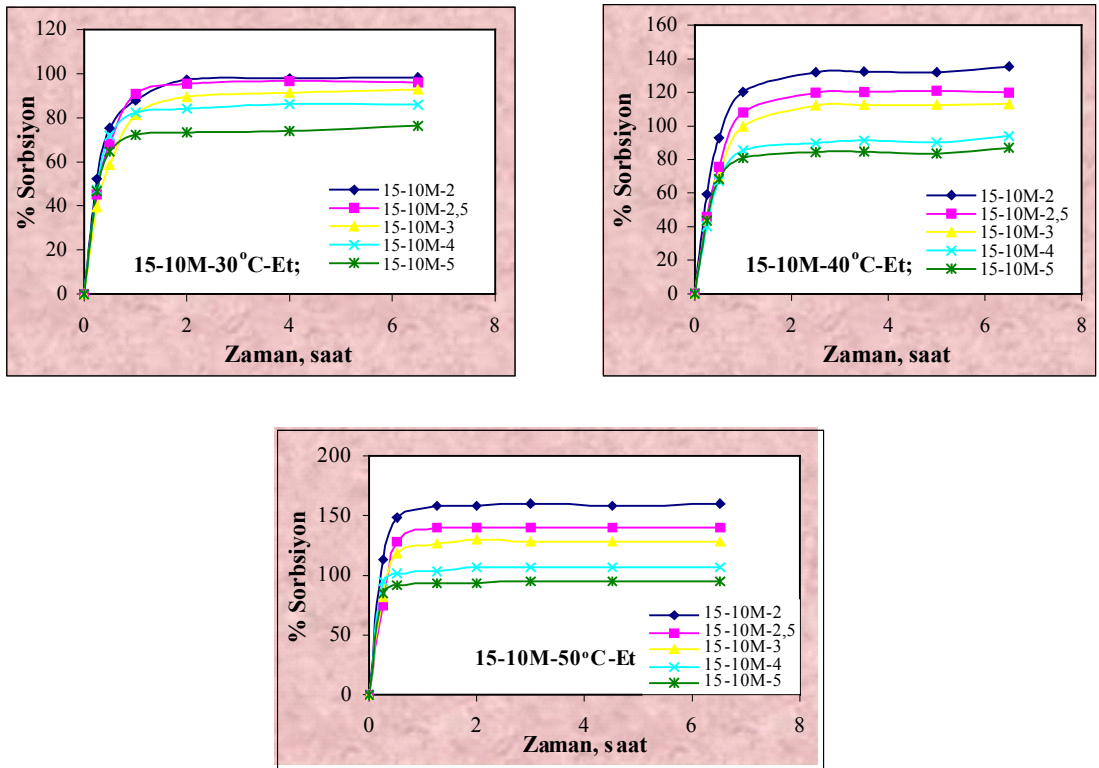 120
100
80
60
40
20
0
% Sorbsiyon
15-10M-2
15-10M-2,5
15-10M-3
15-10M-4
15-10M-5
15-10M-30°C-Et;
0 2 4 6 8
Zaman, saat
160
140
120
100
80
60
40
20
0
% Sorbsiyon
15-10M-2
15-10M-2,5
15-10M-3
15-10M-4
15-10M-5
15-10M-40°C-Et;
0 2 4 6 8
Zaman, saat
200
150
100
50
0
% Sorbsiyon
15-10M-2
15-10M-2,5
15-10M-3
15-10M-4
15-10M-5
15-10M-50°C-Et
0 2 4 6 8
Zaman, saat